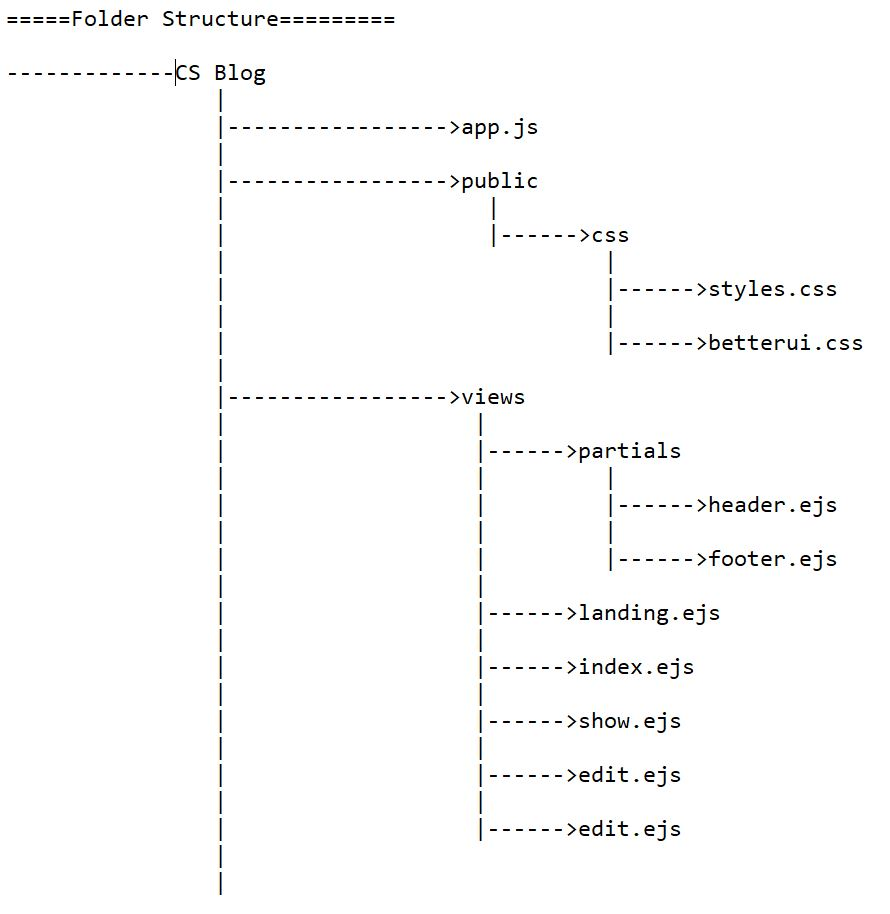 =====Folder Structure=========
-------------CS Blog
|
|----------------->app.js
|
|----------------->public
| |
| |------>css
| |
| |------>styles.css
| |
| |------>betterui.css
|
|----------------->views
| |
| |------>partials
| | |
| | |------>header.ejs
| | |
| | |------>footer.ejs
| |
| |------>landing.ejs
| |
| |------>index.ejs
| |
| |------>show.ejs
| |
| |------>edit.ejs
| |
| |------>edit.ejs
|
|